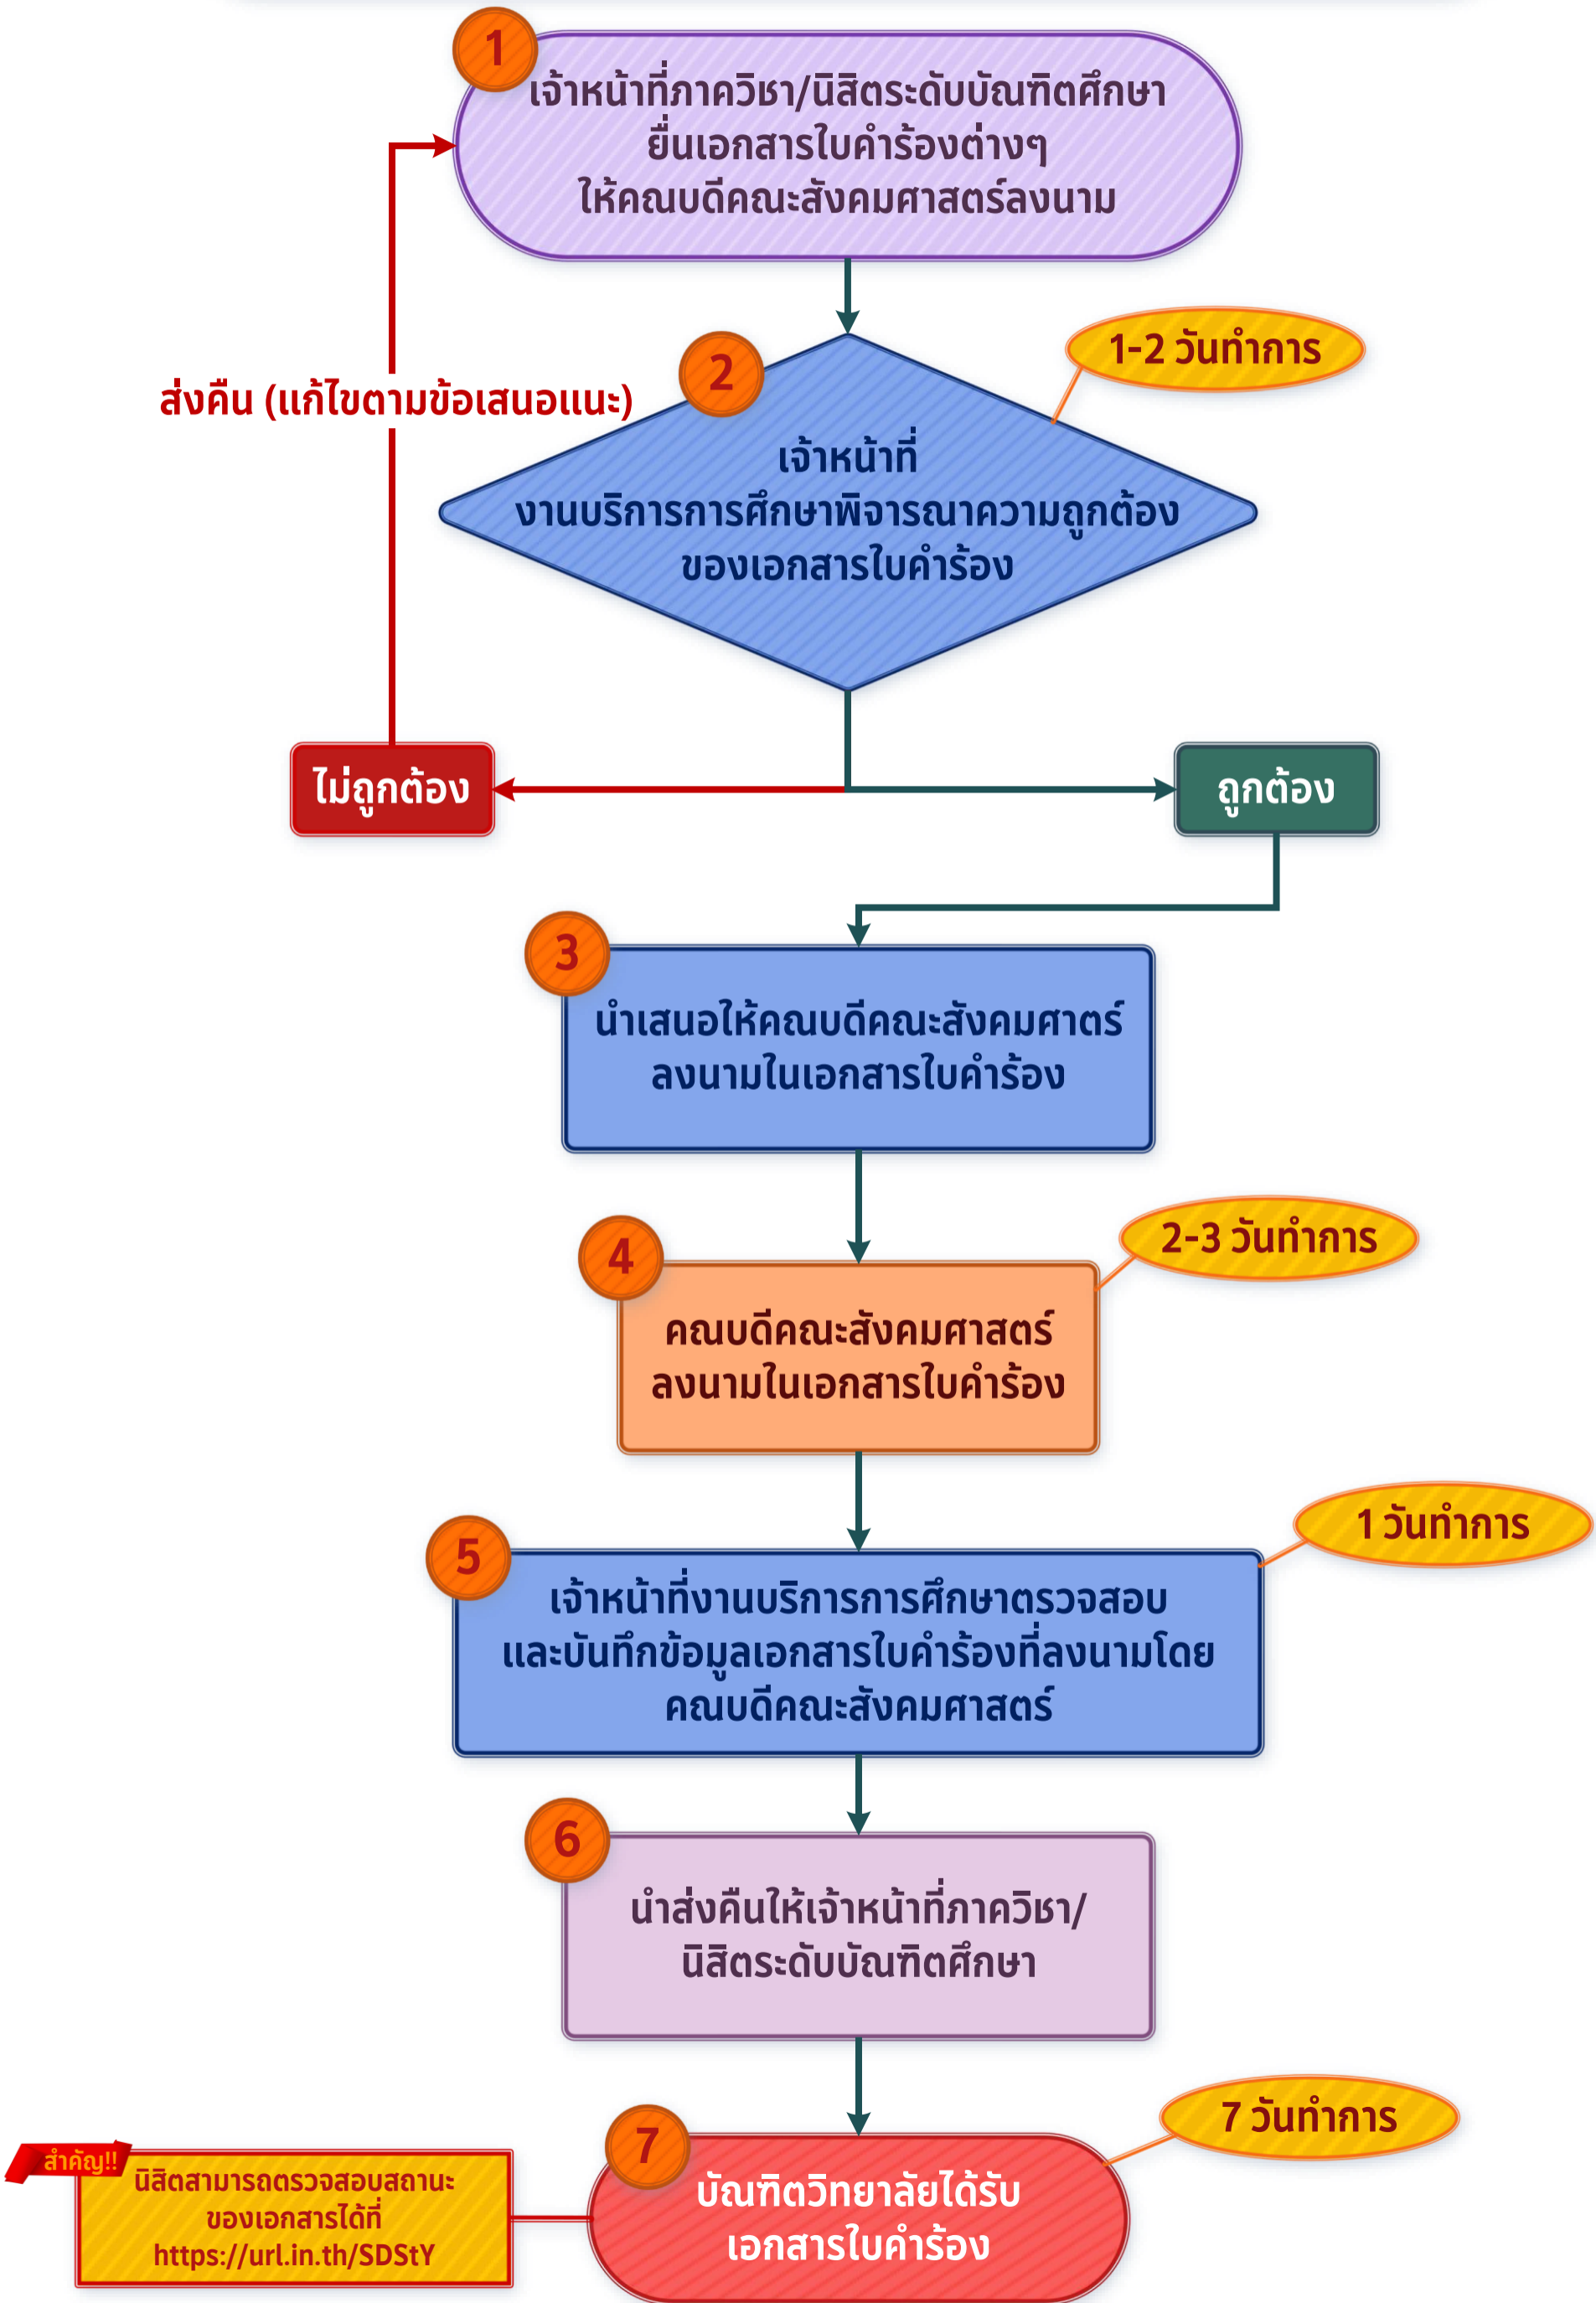 1
เจ้าหน้าที่ภาควิชา/นิสิตระดับบัณฑิตศึกษา
ยื่นเอกสารใบคำร้องต่างๆ
ให้คณบดีคณะสังคมศาสตร์ลงนาม
1-2 วันทำการ
2
ส่งคืน (แก้ไขตามข้อเสนอแนะ)
เจ้าหน้าที่
งานบริการการศึกษาพิจารณาความถูกต้อง
ของเอกสารใบคำร้อง
ไม่ถูกต้อง
ถูกต้อง
3
นำเสนอให้คณบดีคณะสังคมศาตร์
ลงนามในเอกสารใบคำร้อง
2-3 วันทำการ
4
คณบดีคณะสังคมศาสตร์
ลงนามในเอกสารใบคำร้อง
1 วันทำการ
5
เจ้าหน้าที่งานบริการการศึกษาตรวจสอบ
และบันทึกข้อมูลเอกสารใบคำร้องที่ลงนามโดย
คณบดีคณะสังคมศาสตร์
6
นำส่งคืนให้เจ้าหน้าที่ภาควิชา/
นิสิตระดับบัณฑิตศึกษา
7 วันทำการ
7
บัณฑิตวิทยาลัยได้รับ
เอกสารใบคำร้อง
สำคัญ!!
นิสิตสามารถตรวจสอบสถานะ
ของเอกสารได้ที่
https://url.in.th/SDStY